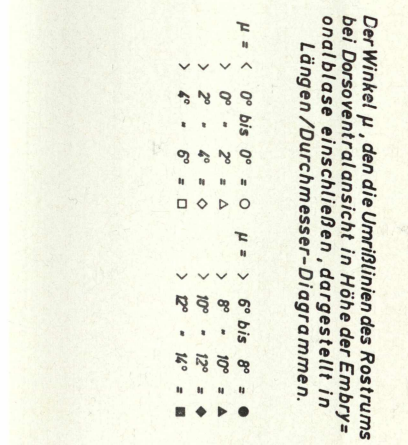 Der Winkel µ, den die Umrißlinien des Rostrums
bei Dorsoventralansicht in Höhe der Embry=
onalblase einschließen, dargestellt in
Längen/Durchmesser-Diagrammen.
µ = < 0° bis 0° = ○ µ = > 6° bis 8° = ●
> 0° " 2° = △ > 8° " 10° = ▲
> 2° " 4° = ◇ > 10° " 12° = ◆
> 4° " 6° = □ > 12° " 14° = ■